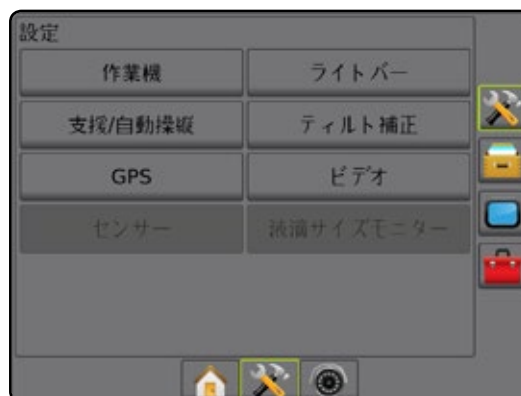 設定
作業機
ライトバー
支援/自動操縦
ティルト補正
GPS
ビデオ
センサー
液滴サイズモニター